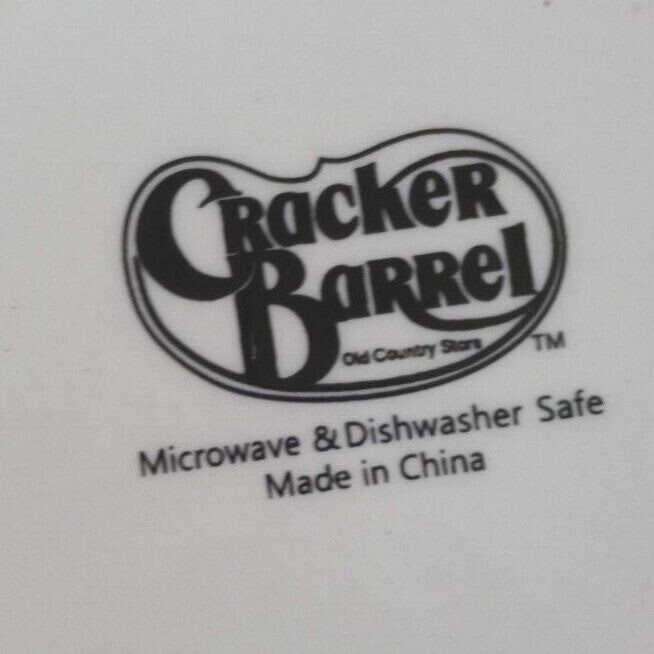 Cracker
Barrel
Old Country Store
TM
Microwave & Dishwasher Safe
Made in China